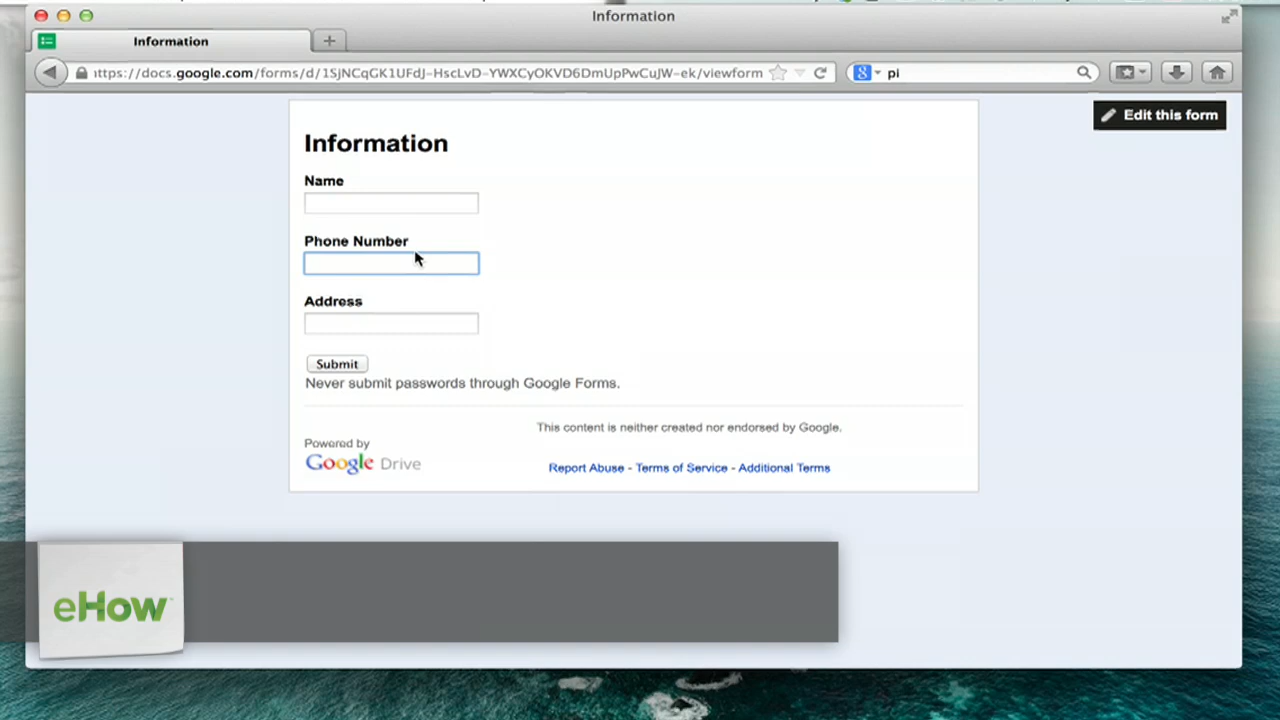 Information
Information
ttps://docs.google.com/forms/d/1SJNCqGK1UFdJ-HscLvD-YWXCyOKVD6DmUpPwCuJW-ek/viewform
pi
Edit this form
Information
Name
Phone Number
Address
Submit
Never submit passwords through Google Forms.
This content is neither created nor endorsed by Google.
Powered by
Google Drive
Report Abuse - Terms of Service - Additional Terms
eHow